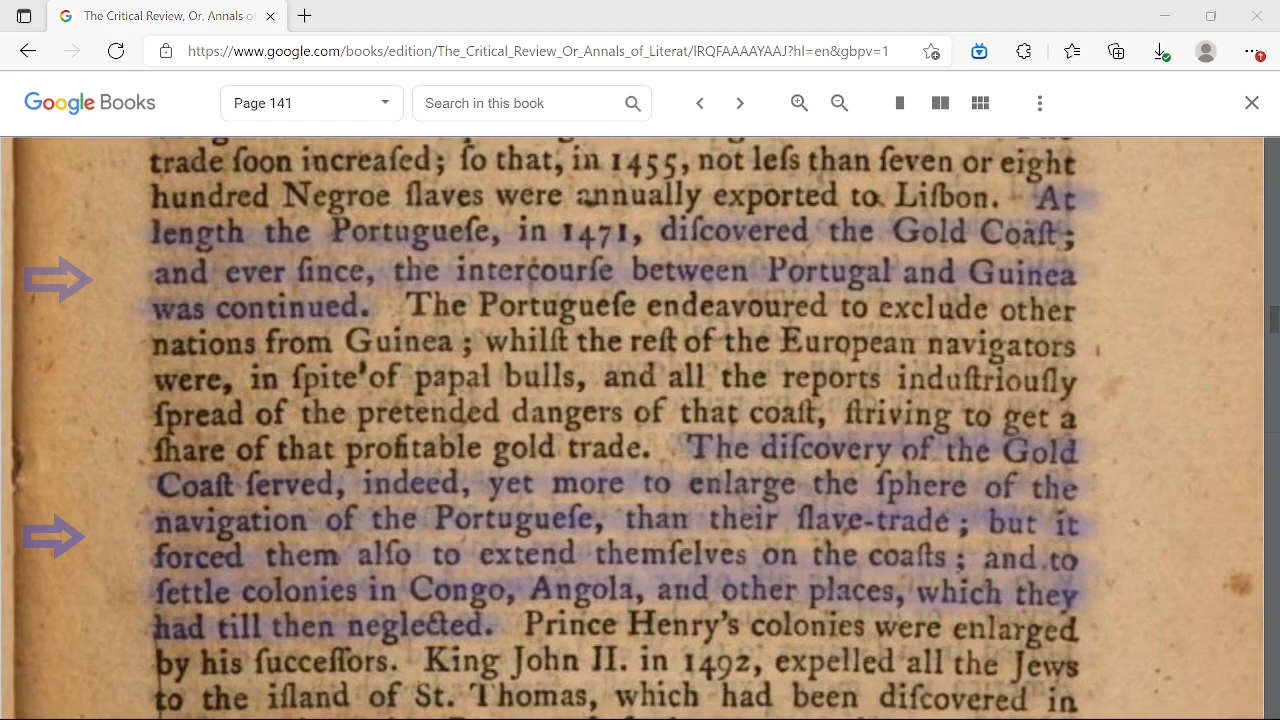 The Critical Review, Or, Annals of
https://www.google.com/books/edition/The_Critical_Review_Or_Annals_of_Literat/lRQFAAAAYAAJ?hl=en&gbpv=1
Google Books
Page 141
Search in this book
trade ſoon increaſed; ſo that, in 1455, not leſs than ſeven or eight
hundred Negroe ſlaves were annually exported to Liſbon. At
length the Portugueſe, in 1471, diſcovered the Gold Coaſt;
and ever ſince, the intercourſe between Portugal and Guinea
was continued. The Portugueſe endeavoured to exclude other
nations from Guinea; whilſt the reſt of the European navigators
were, in ſpite of papal bulls, and all the reports induſtriouſly
ſpread of the pretended dangers of that coaſt, ſtriving to get a
ſhare of that profitable gold trade. The diſcovery of the Gold
Coaſt ſerved, indeed, yet more to enlarge the ſphere of the
navigation of the Portugueſe, than their ſlave-trade; but it
forced them alſo to extend themſelves on the coaſts; and to
ſettle colonies in Congo, Angola, and other places, which they
had till then neglected. Prince Henry's colonies were enlarged
by his ſucceſſors. King John II. in 1492, expelled all the Jews
to the iſland of St. Thomas, which had been diſcovered in